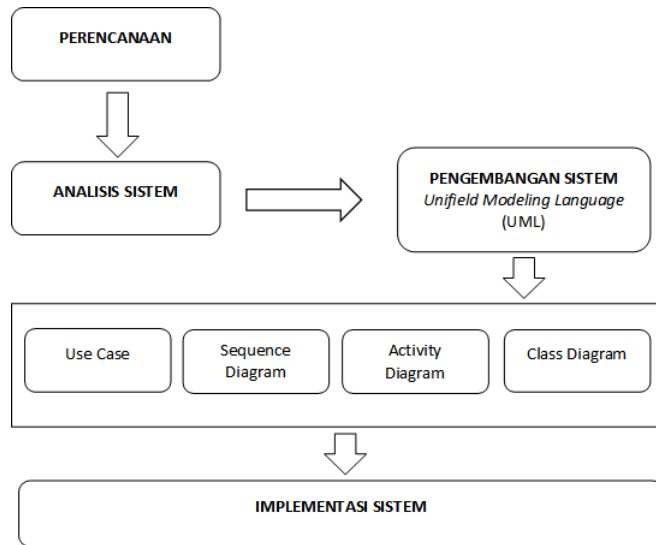 PERENCANAAN
ANALISIS SISTEM
PENGEMBANGAN SISTEM
Unifield Modeling Language
(UML)
Use Case
Sequence
Diagram
Activity
Diagram
Class Diagram
IMPLEMENTASI SISTEM